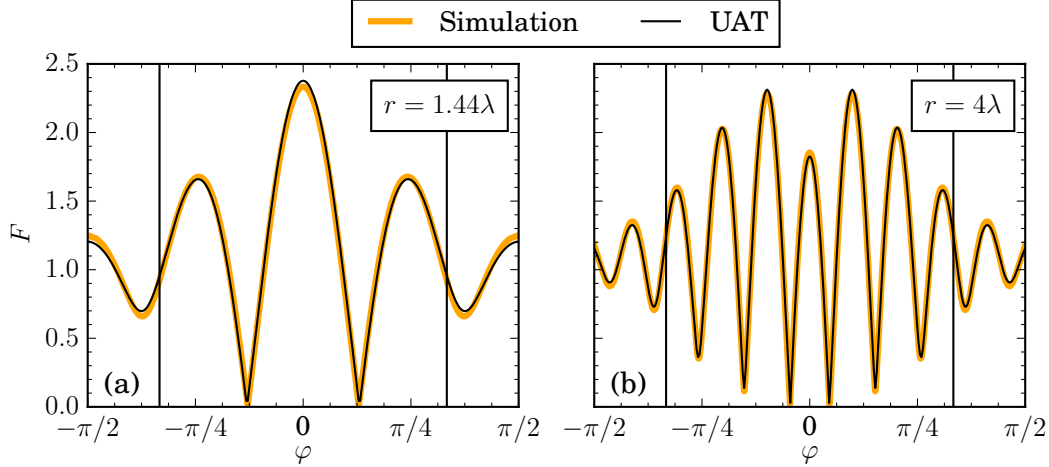 Simulation UAT
2.5
2.0
1.5
1.0
0.5
0.0
F
r = 1.44λ
(a)
−π/2 −π/4 0 π/4 π/2
φ
r = 4λ
(b)
−π/2 −π/4 0 π/4 π/2
φ